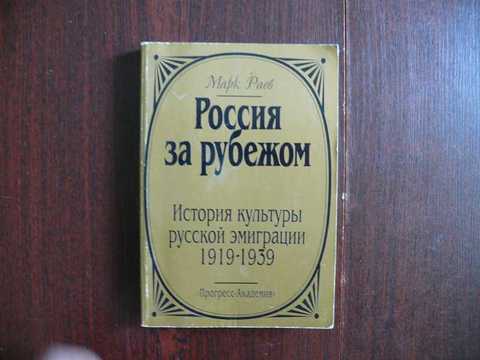 Марк Раев
Россия
за рубежом
История культуры
русской эмиграции
1919-1939
«Прогресс-Академия»